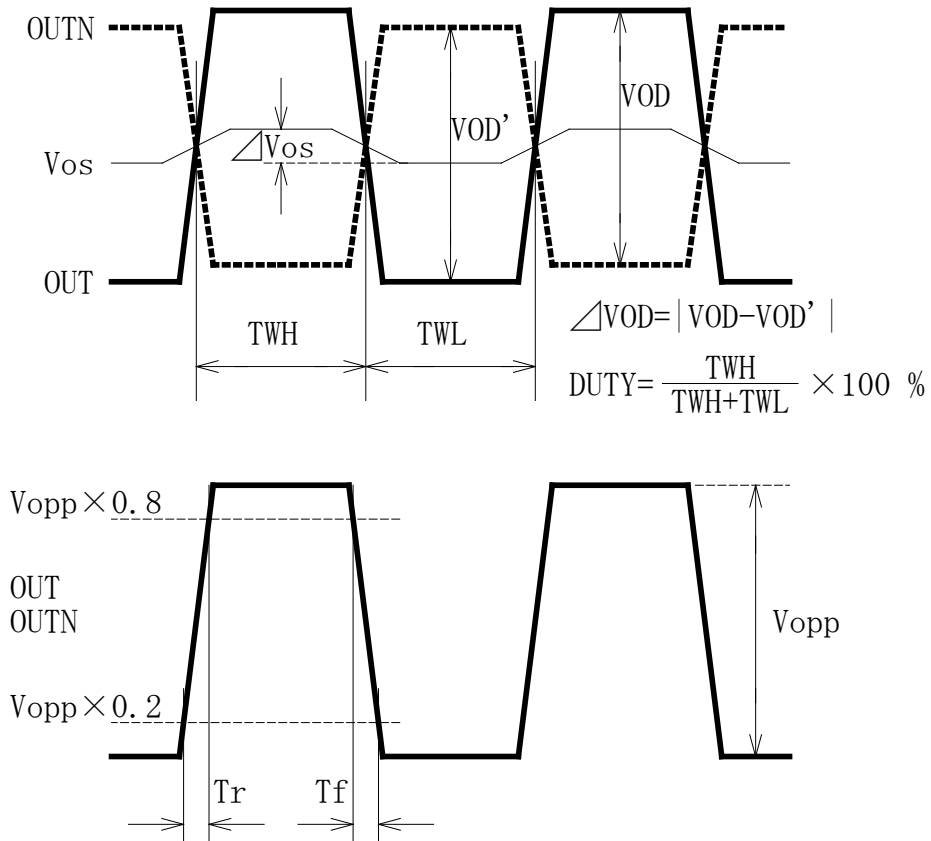 OUTN
VOD
VOD'
⊿Vos
Vos
OUT
⊿VOD=|VOD-VOD'|
TWH
TWL
DUTY= TWH / TWH+TWL ×100 %
Vopp×0.8
OUT
OUTN
Vopp
Vopp×0.2
Tr
Tf